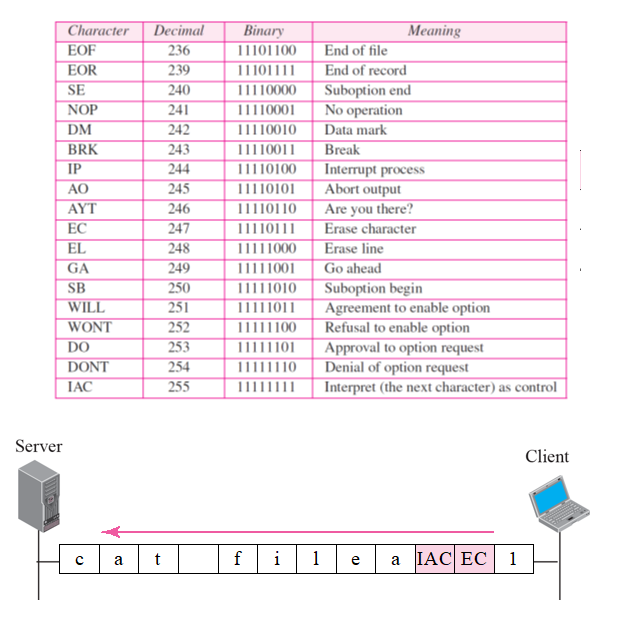 Character Decimal Binary Meaning
EOF 236 11101100 End of file
EOR 239 11101111 End of record
SE 240 11110000 Suboption end
NOP 241 11110001 No operation
DM 242 11110010 Data mark
BRK 243 11110011 Break
IP 244 11110100 Interrupt process
AO 245 11110101 Abort output
AYT 246 11110110 Are you there?
EC 247 11110111 Erase character
EL 248 11111000 Erase line
GA 249 11111001 Go ahead
SB 250 11111010 Suboption begin
WILL 251 11111011 Agreement to enable option
WONT 252 11111100 Refusal to enable option
DO 253 11111101 Approval to option request
DONT 254 11111110 Denial of option request
IAC 255 11111111 Interpret (the next character) as control
Server
Client
c a t f i l e a IAC EC 1